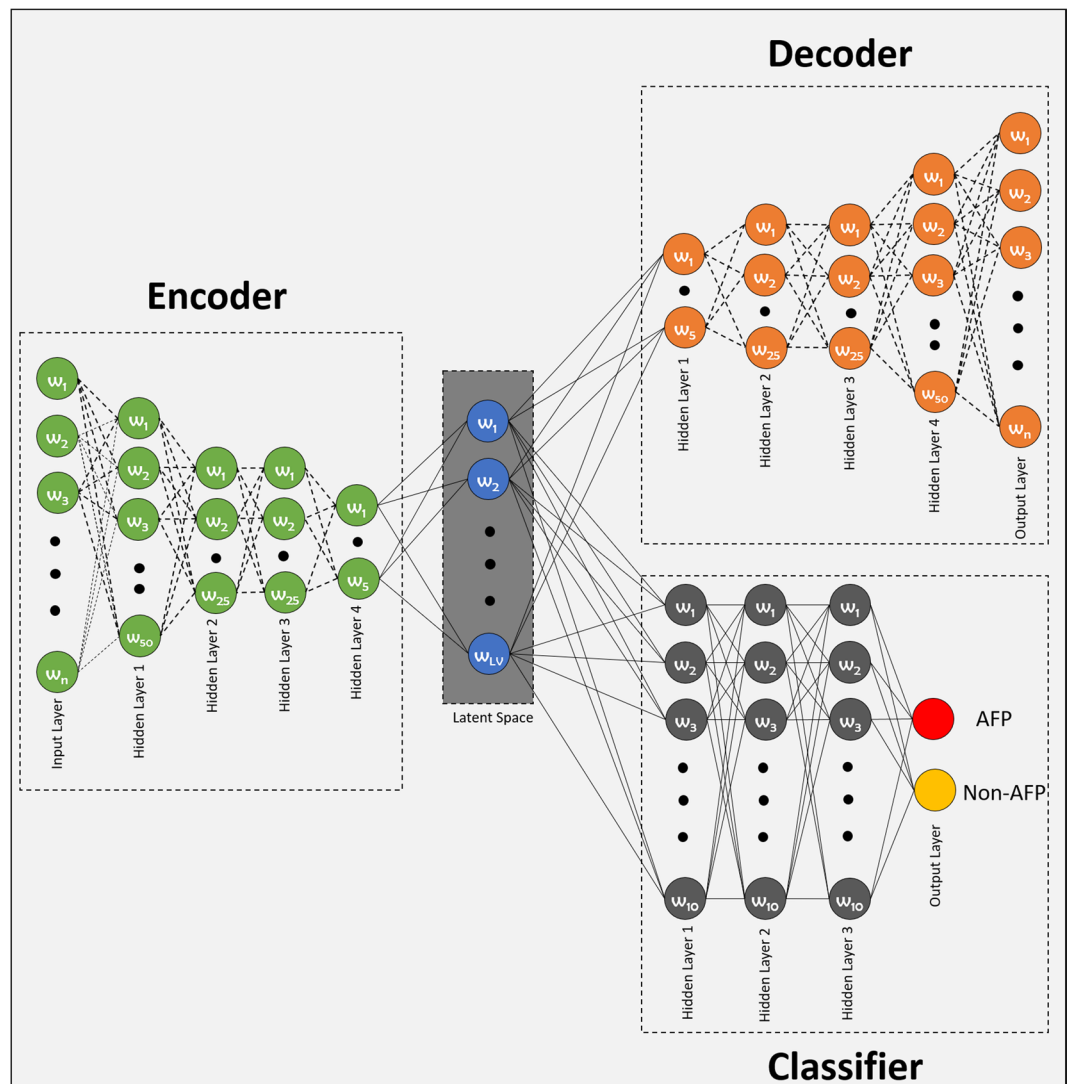 Decoder
w1
w5
Hidden Layer 1
w1
w2
w25
Hidden Layer 2
w1
w2
w25
Hidden Layer 3
w1
w2
w3
w50
Hidden Layer 4
w1
w2
w3
wn
Output Layer
Encoder
w1
w2
w3
wn
Input Layer
w1
w2
w3
w50
Hidden Layer 1
w1
w2
w25
Hidden Layer 2
w1
w2
w25
Hidden Layer 3
w1
w5
Hidden Layer 4
w1
w2
wLV
Latent Space
w1
w2
w3
w10
Hidden Layer 1
w1
w2
w3
w10
Hidden Layer 2
w1
w2
w3
w10
Hidden Layer 3
AFP
Non-AFP
Output Layer
Classifier